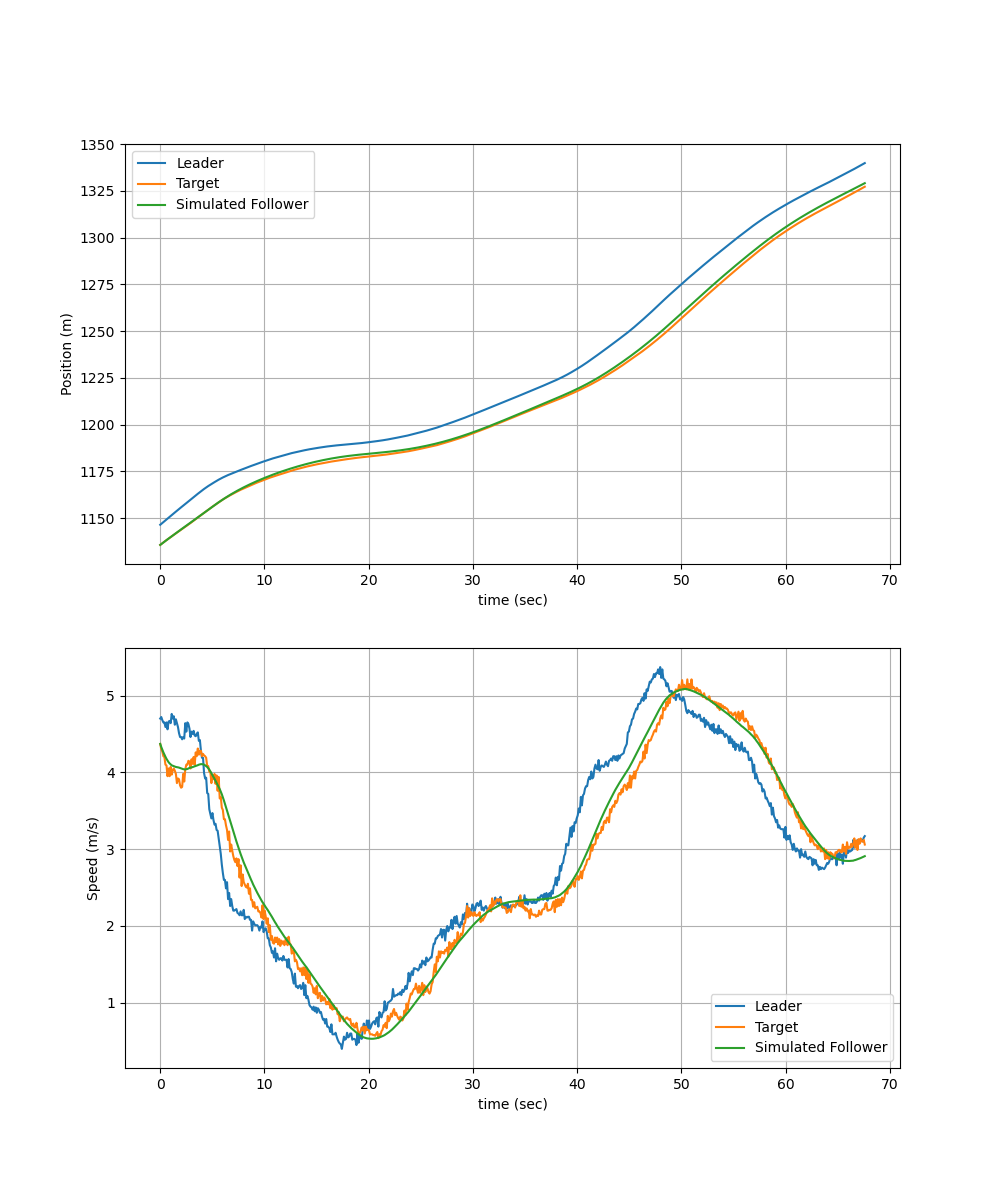 1350
1325
1300
1275
1250
1225
1200
1175
1150
Position (m)
Leader
Target
Simulated Follower
0 10 20 30 40 50 60 70
time (sec)
5
4
3
2
1
Speed (m/s)
Leader
Target
Simulated Follower
0 10 20 30 40 50 60 70
time (sec)